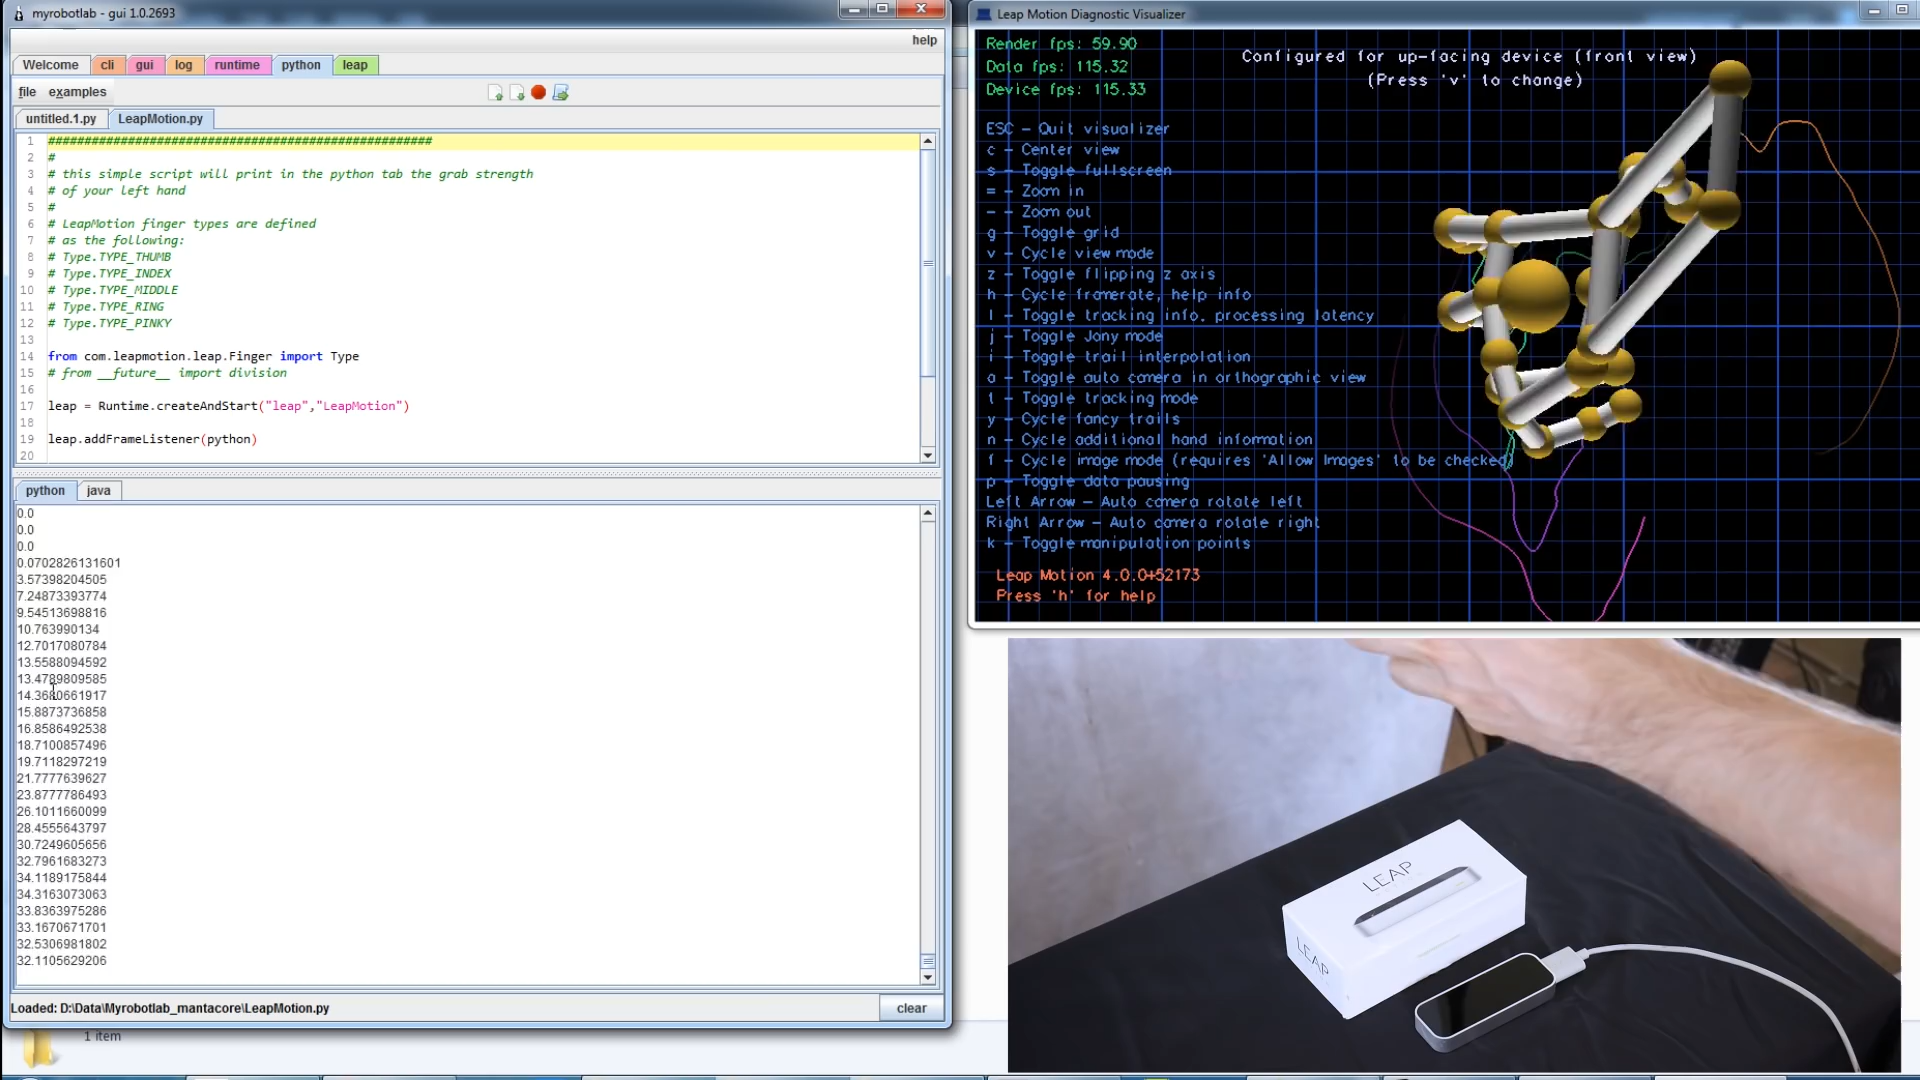 myrobotlab - gui 1.0.2693
help
Welcome cli gui log runtime python leap
file examples
untitled.1.py LeapMotion.py
1 #####################################################
2 #
3 # this simple script will print in the python tab the grab strength
4 # of your left hand
5 #
6 # LeapMotion finger types are defined
7 # as the following:
8 # Type.TYPE_THUMB
9 # Type.TYPE_INDEX
10 # Type.TYPE_MIDDLE
11 # Type.TYPE_RING
12 # Type.TYPE_PINKY
13
14 from com.leapmotion.leap.Finger import Type
15 # from __future__ import division
16
17 leap = Runtime.createAndStart("leap","LeapMotion")
18
19 leap.addFrameListener(python)
20
python java
0.0
0.0
0.0
0.0702826131601
3.57398204505
7.24873393774
9.54513698816
10.763990134
12.7017080784
13.5588094592
13.4789809585
14.3680661917
15.8873736858
16.8586492538
18.7100857496
19.7118297219
21.7777639627
23.8777786493
26.1011660099
28.4555643797
30.7249605656
32.7961683273
34.1189175844
34.3163073063
33.8363975286
33.1670671701
32.5306981802
32.1105629206
Loaded: D:\Data\Myrobotlab_mantacore\LeapMotion.py
clear
1 item
Leap Motion Diagnostic Visualizer
Render fps: 59.90
Data fps: 115.32
Device fps: 115.33
Configured for up-facing device (front view)
(Press 'v' to change)
ESC - Quit visualizer
c - Center view
s - Toggle fullscreen
= - Zoom in
- - Zoom out
g - Toggle grid
v - Cycle view mode
z - Toggle flipping z axis
h - Cycle framerate, help info
l - Toggle tracking info, processing latency
j - Toggle Jony mode
i - Toggle trail interpolation
o - Toggle auto camera in orthographic view
t - Toggle tracking mode
y - Cycle fancy trails
n - Cycle additional hand information
f - Cycle image mode (requires 'Allow Images' to be checked)
p - Toggle data pausing
Left Arrow - Auto camera rotate left
Right Arrow - Auto camera rotate right
k - Toggle manipulation points
Leap Motion 4.0.0+52173
Press 'h' for help
LEAP
LEAP